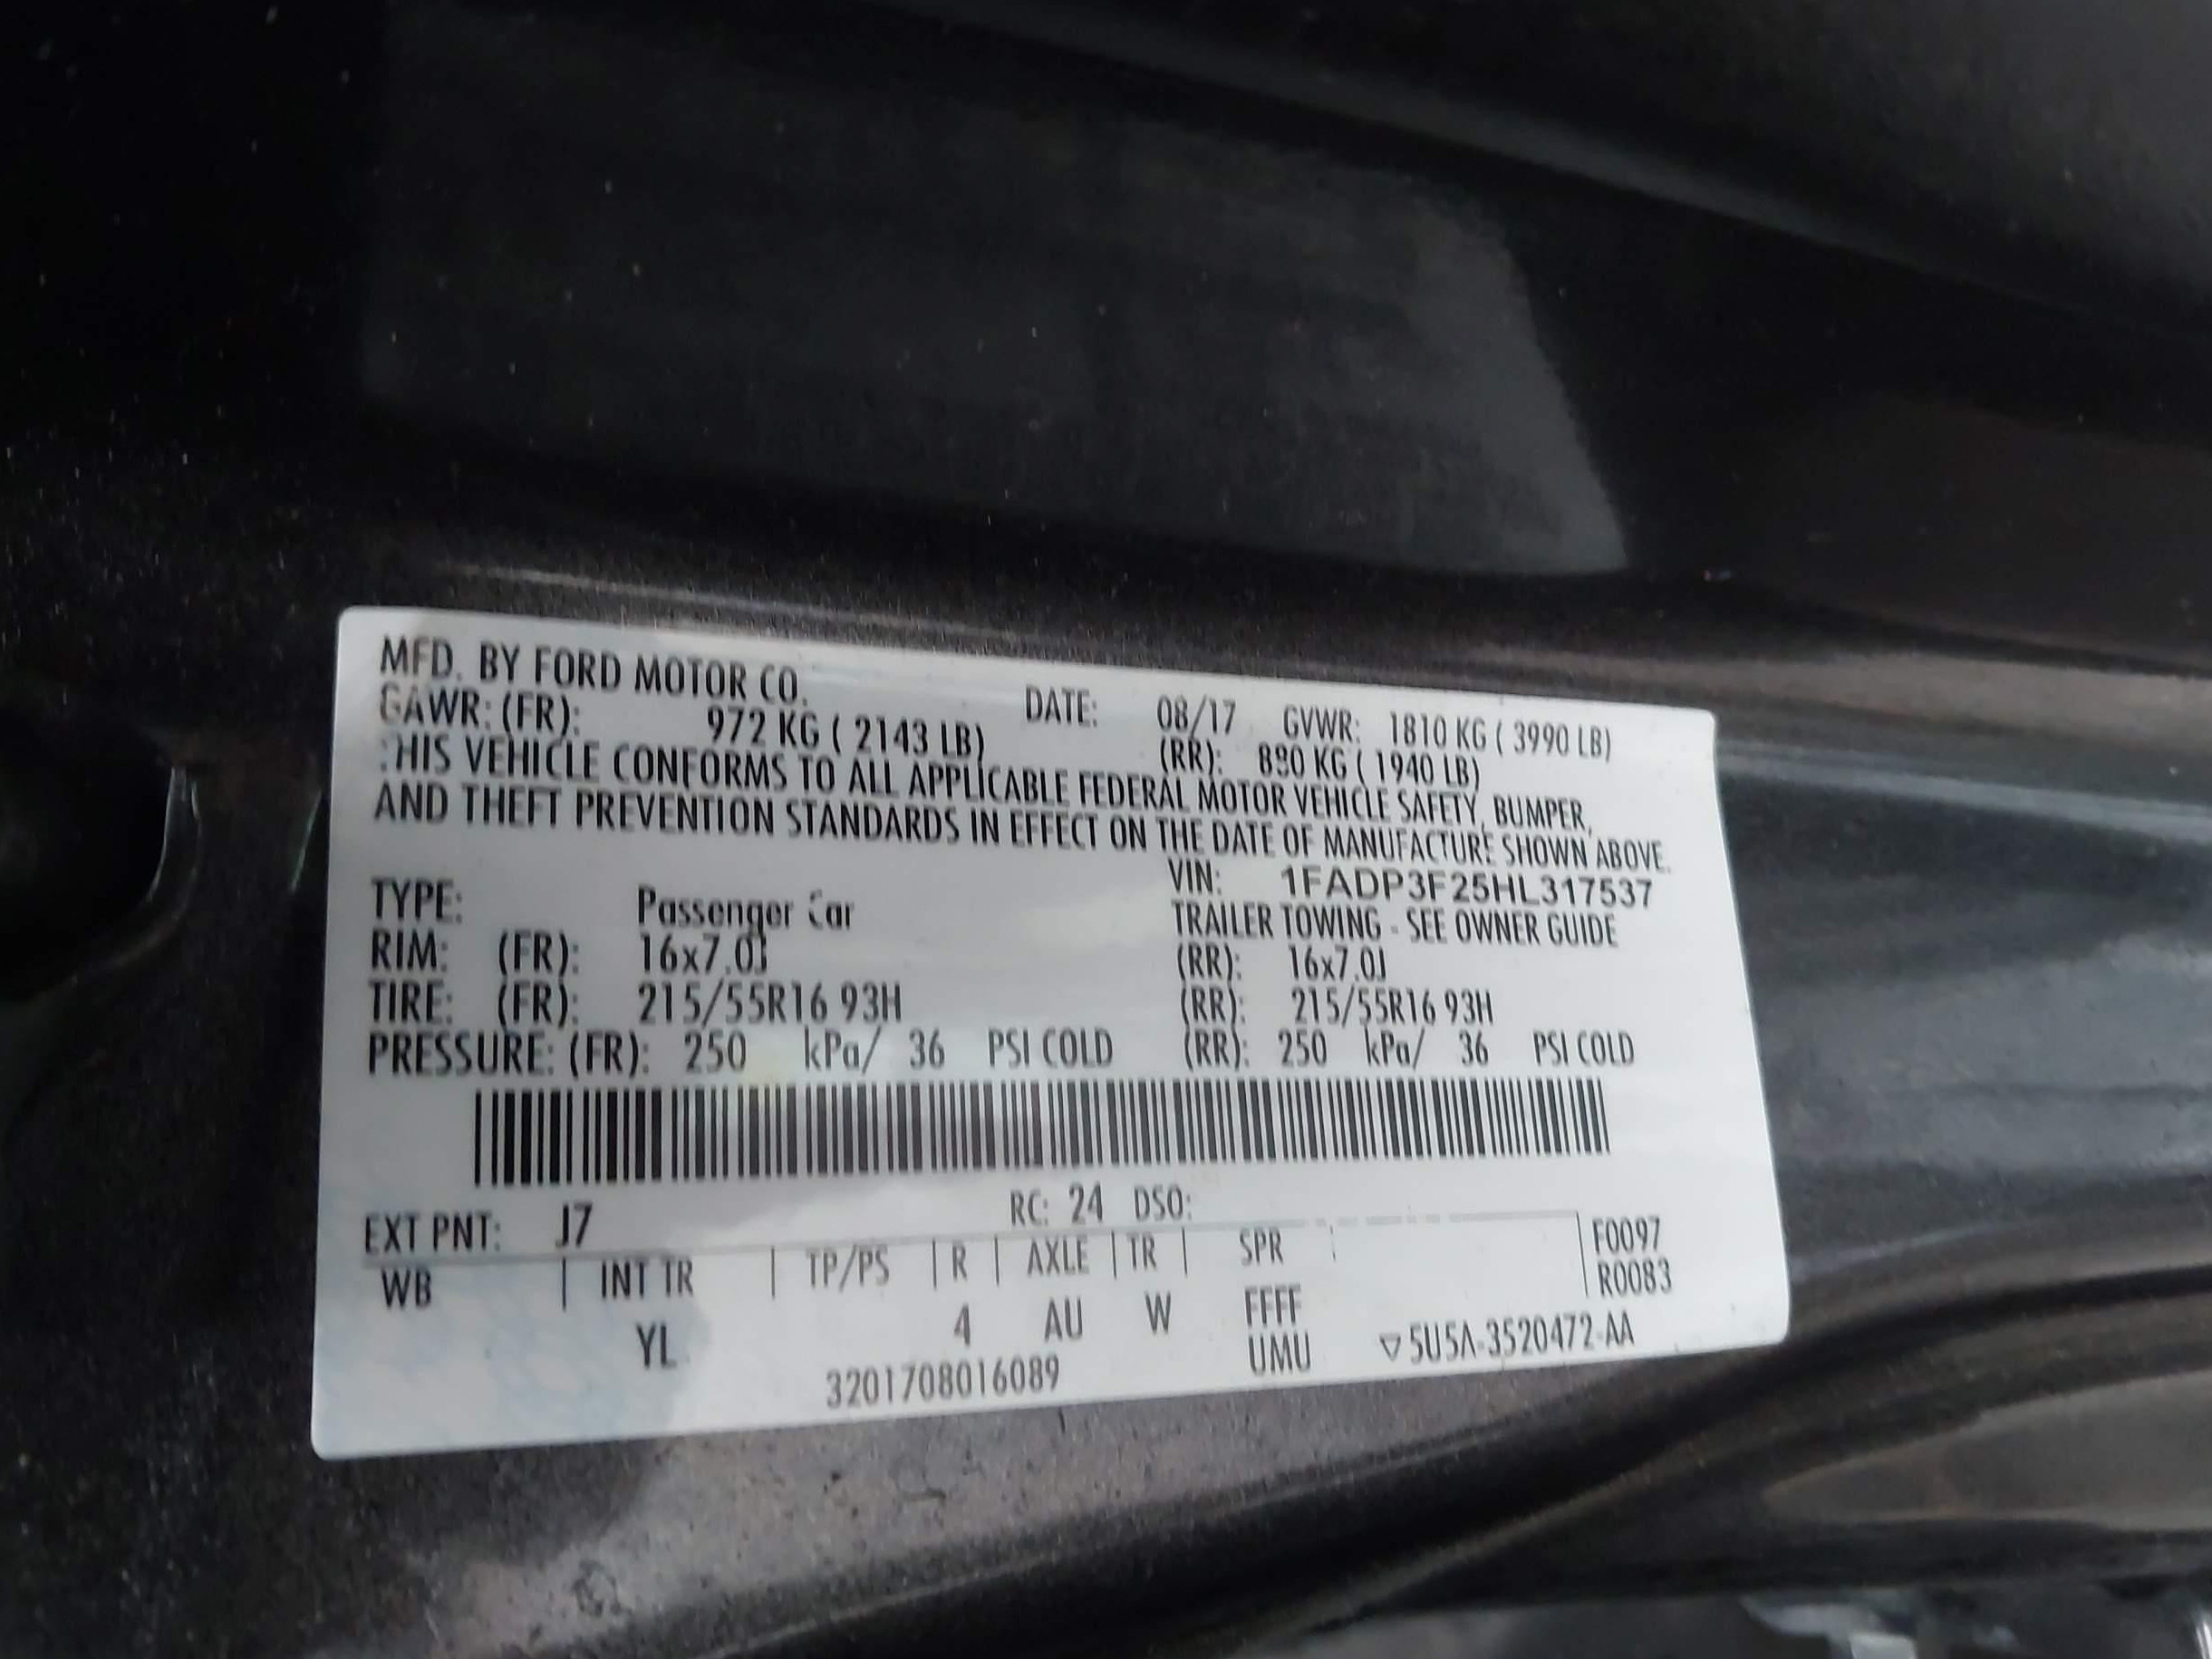 MFD. BY FORD MOTOR CO.
DATE: 08/17 GVWR: 1810 KG ( 3990 LB)
GAWR: (FR): 972 KG ( 2143 LB) (RR): 880 KG ( 1940 LB)
THIS VEHICLE CONFORMS TO ALL APPLICABLE FEDERAL MOTOR VEHICLE SAFETY, BUMPER,
AND THEFT PREVENTION STANDARDS IN EFFECT ON THE DATE OF MANUFACTURE SHOWN ABOVE.
VIN: 1FADP3F25HL317537
TYPE: Passenger Car TRAILER TOWING - SEE OWNER GUIDE
RIM: (FR): 16x7.0J (RR): 16x7.0J
TIRE: (FR): 215/55R16 93H (RR): 215/55R16 93H
PRESSURE: (FR): 250 kPa/ 36 PSI COLD (RR): 250 kPa/ 36 PSI COLD
EXT PNT: J7 RC: 24 DSO:
WB | INT TR | TP/PS | R | AXLE | TR | SPR F0097
R0083
YL 4 AU W FFFF
UMU
3201708016089 ▽5U5A-3520472-AA